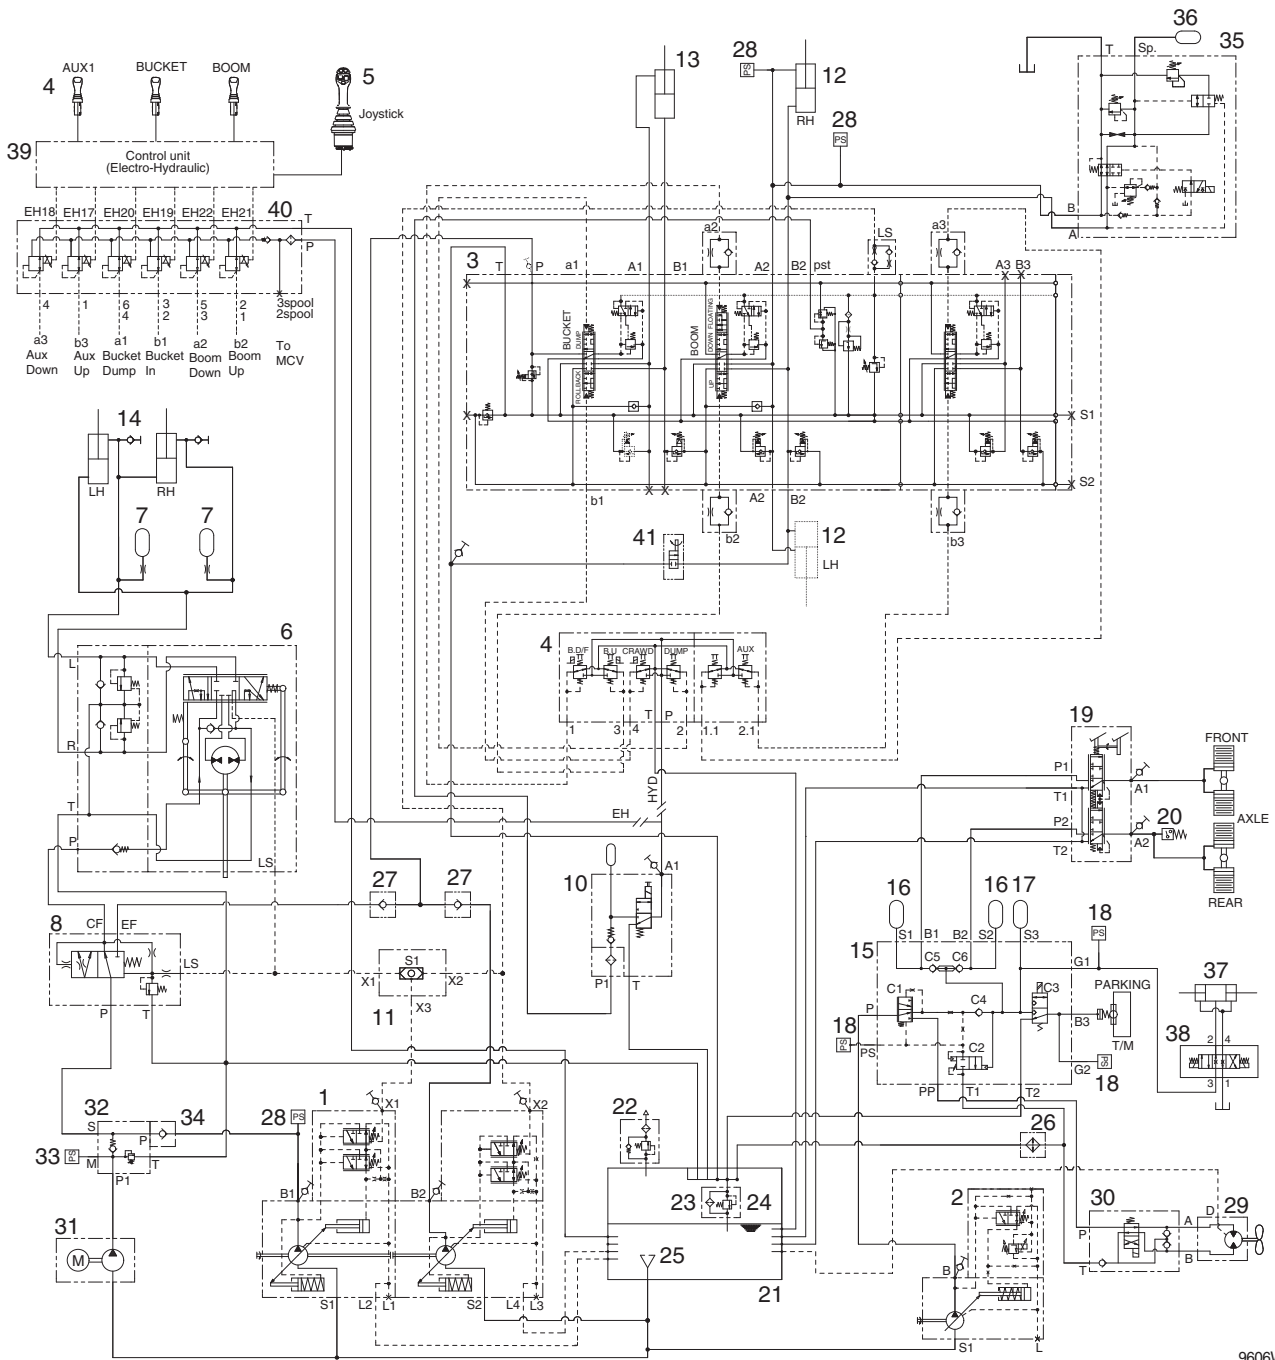 36
35
T
Sp.
B
A
AUX1
BUCKET
BOOM
4
5
Joystick
39
Control unit
(Electro-Hydraulic)
EH18
EH17
EH20
EH19
EH22
EH21
40
T
P
4
1
6
4
3
2
5
3
2
1
3spool
2spool
a3
Aux
Down
b3
Aux
Up
a1
Bucket
Dump
b1
Bucket
In
a2
Boom
Down
b2
Boom
Up
To
MCV
13
28
PS
12
RH
28
PS
3
T
P
a1
A1
B1
a2
A2
B2
pst
LS
a3
A3
B3
BUCKET
ROLLBACK
DUMP
BOOM
UP
DOWN
FLOATING
S1
S2
b1
b2
A2
B2
b3
12
LH
41
14
LH
RH
7
7
6
L
R
T
P
LS
4
B.D/F
B.U
CRAWD
DUMP
AUX
T
P
1
3
4
2
1.1
2.1
HYD
EH
19
P1
T1
P2
T2
A1
A2
20
FRONT
AXLE
REAR
8
CF
EF
LS
P
T
27
27
S1
X1
X2
X3
11
10
A1
P1
T
16
16
17
18
PS
S1
B1
B2
S2
S3
15
C5
C6
G1
C1
C3
C4
C2
P
PS
18
PS
PP
T1
T2
B3
G2
PS
18
PARKING
T/M
37
38
2
4
3
1
32
34
S
P
M
T
P1
33
PS
31
M
28
PS
1
X1
X2
B1
B2
S1
L2
L1
S2
L4
L3
22
23
24
25
21
26
2
B
S1
L
30
P
T
A
B
29
D
9606\